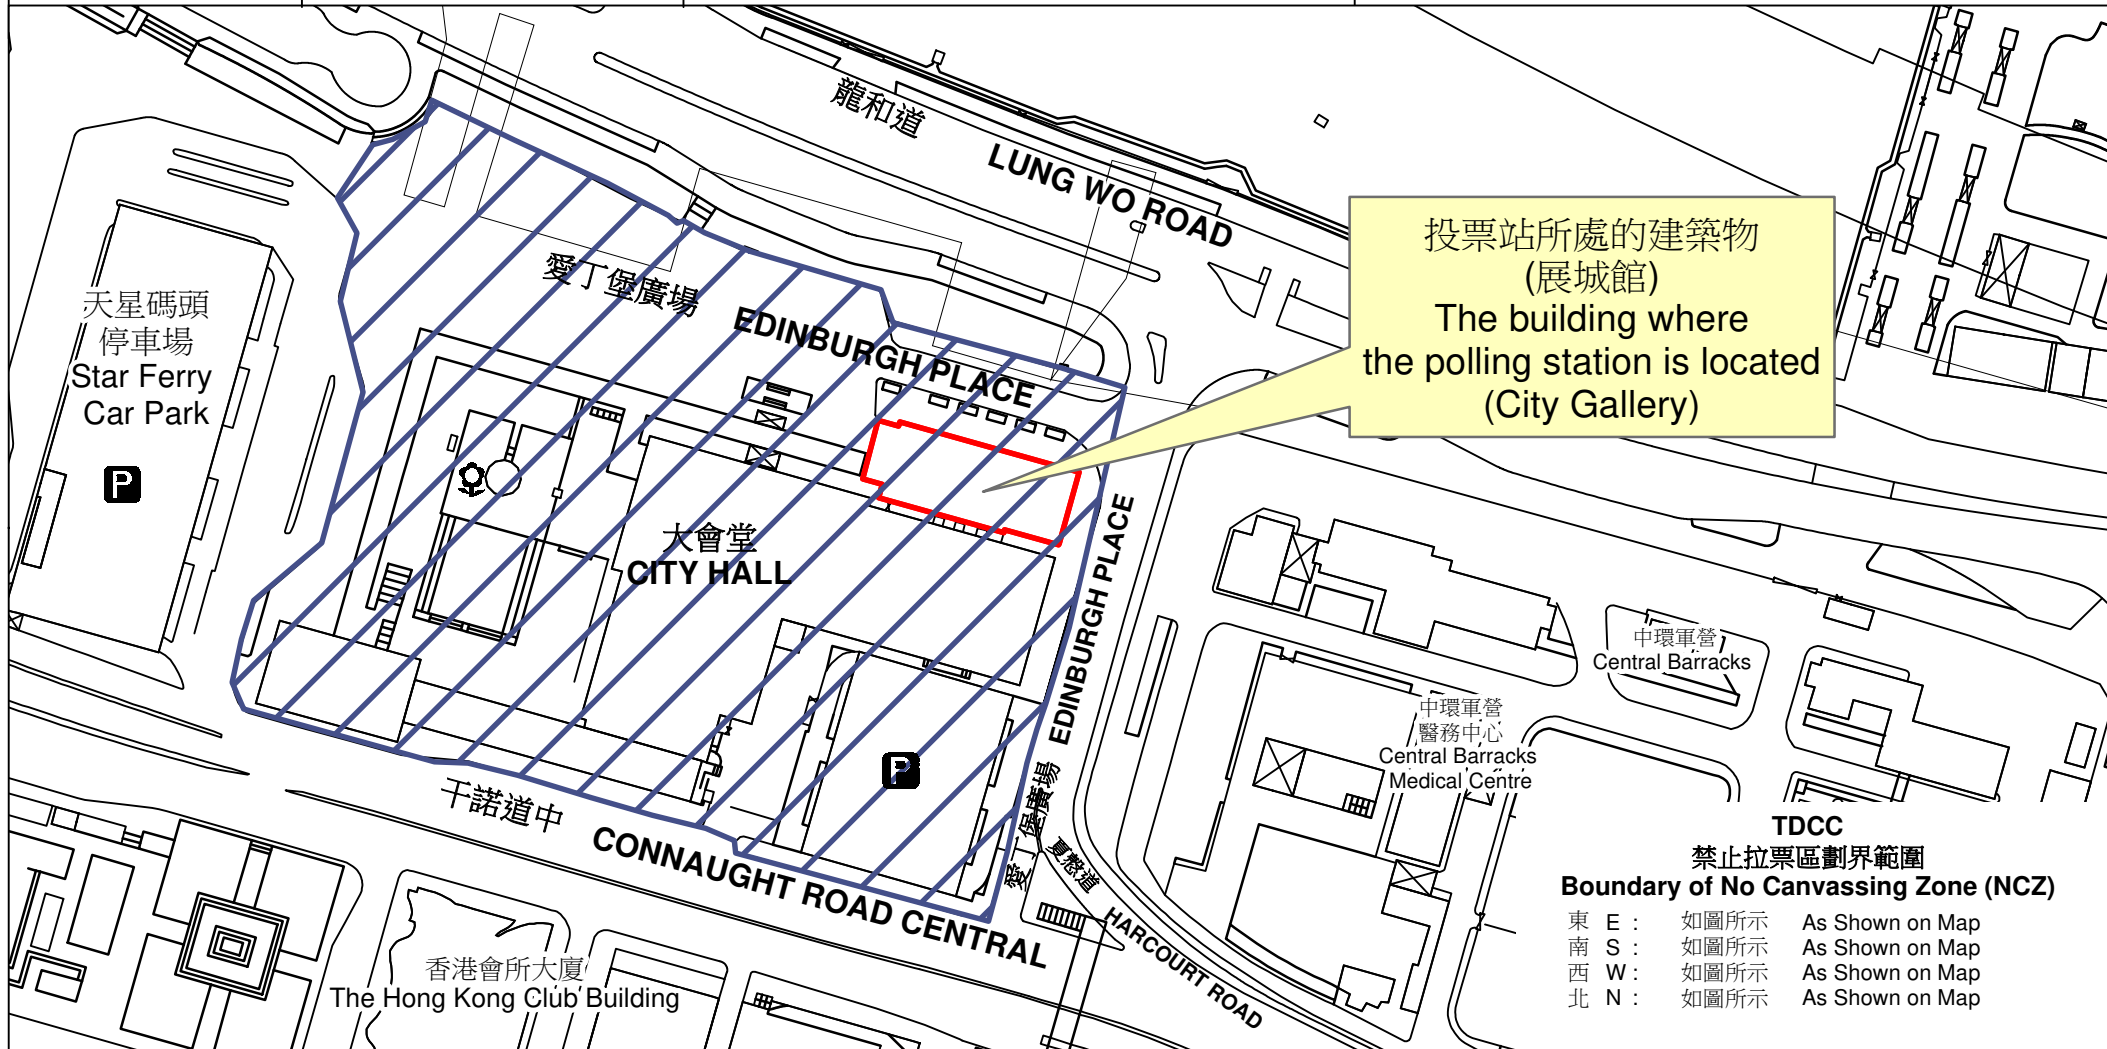 龍和道
LUNG WO ROAD
投票站所處的建築物
(展城館)
The building where
the polling station is located
(City Gallery)
愛丁堡廣場
EDINBURGH PLACE
天星碼頭
停車場
Star Ferry
Car Park
P
大會堂
CITY HALL
EDINBURGH PLACE
愛丁堡廣場
P
中環軍營
Central Barracks
中環軍營
醫務中心
Central Barracks
Medical Centre
干諾道中
CONNAUGHT ROAD CENTRAL
夏慤道
HARCOURT ROAD
香港會所大廈
The Hong Kong Club Building
TDCC
禁止拉票區劃界範圍
Boundary of No Canvassing Zone (NCZ)
東 E : 如圖所示 As Shown on Map
南 S : 如圖所示 As Shown on Map
西 W : 如圖所示 As Shown on Map
北 N : 如圖所示 As Shown on Map